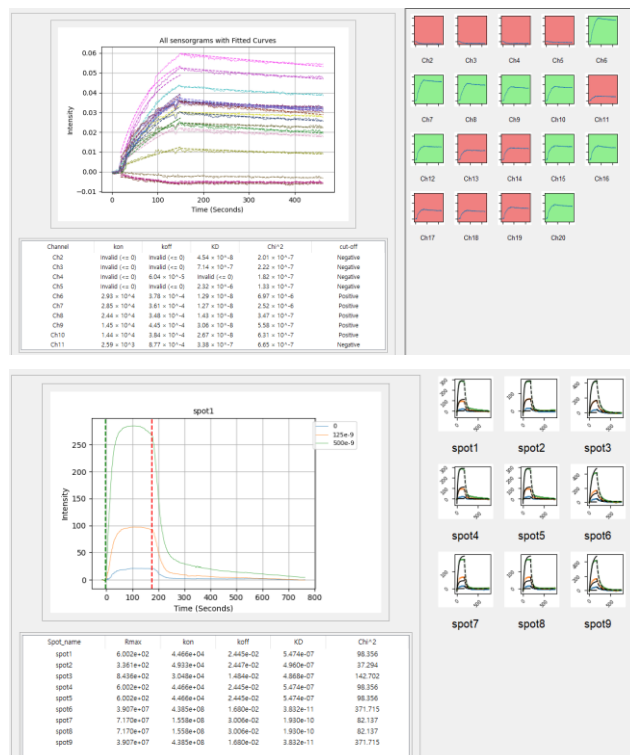 All sensorgrams with Fitted Curves
Intensity
0.06
0.05
0.04
0.03
0.02
0.01
0.00
−0.01
0 100 200 300 400
Time (Seconds)
Channel kon koff KD Chi^2 cut-off
Ch2 Invalid (<= 0) Invalid (<= 0) 4.54 × 10^-8 2.01 × 10^-7 Negative
Ch3 Invalid (<= 0) Invalid (<= 0) 7.14 × 10^-7 2.22 × 10^-7 Negative
Ch4 Invalid (<= 0) 6.04 × 10^-5 Invalid (<= 0) 1.82 × 10^-7 Negative
Ch5 Invalid (<= 0) Invalid (<= 0) 2.32 × 10^-6 1.33 × 10^-7 Negative
Ch6 2.93 × 10^4 3.78 × 10^-4 1.29 × 10^-8 6.97 × 10^-6 Positive
Ch7 2.85 × 10^4 3.61 × 10^-4 1.27 × 10^-8 2.52 × 10^-6 Positive
Ch8 2.44 × 10^4 3.48 × 10^-4 1.43 × 10^-8 3.47 × 10^-7 Positive
Ch9 1.45 × 10^4 4.45 × 10^-4 3.06 × 10^-8 5.58 × 10^-7 Positive
Ch10 1.44 × 10^4 3.84 × 10^-4 2.67 × 10^-8 6.31 × 10^-7 Positive
Ch11 2.59 × 10^3 8.77 × 10^-4 3.38 × 10^-7 6.65 × 10^-7 Negative
Ch2 Ch3 Ch4 Ch5 Ch6
Ch7 Ch8 Ch9 Ch10 Ch11
Ch12 Ch13 Ch14 Ch15 Ch16
Ch17 Ch18 Ch19 Ch20
spot1
Intensity
250
200
150
100
50
0
0 100 200 300 400 500 600 700 800
Time (Seconds)
0
125e-9
500e-9
Spot_name Rmax kon koff KD Chi^2
spot1 6.002e+02 4.466e+04 2.445e-02 5.474e-07 98.356
spot2 3.361e+02 4.933e+04 2.447e-02 4.960e-07 37.294
spot3 8.436e+02 3.048e+04 1.484e-02 4.868e-07 142.702
spot4 6.002e+02 4.466e+04 2.445e-02 5.474e-07 98.356
spot5 6.002e+02 4.466e+04 2.445e-02 5.474e-07 98.356
spot6 3.907e+07 4.385e+08 1.680e-02 3.832e-11 371.715
spot7 7.170e+07 1.558e+08 3.006e-02 1.930e-10 82.137
spot8 7.170e+07 1.558e+08 3.006e-02 1.930e-10 82.137
spot9 3.907e+07 4.385e+08 1.680e-02 3.832e-11 371.715
spot1 spot2 spot3
spot4 spot5 spot6
spot7 spot8 spot9